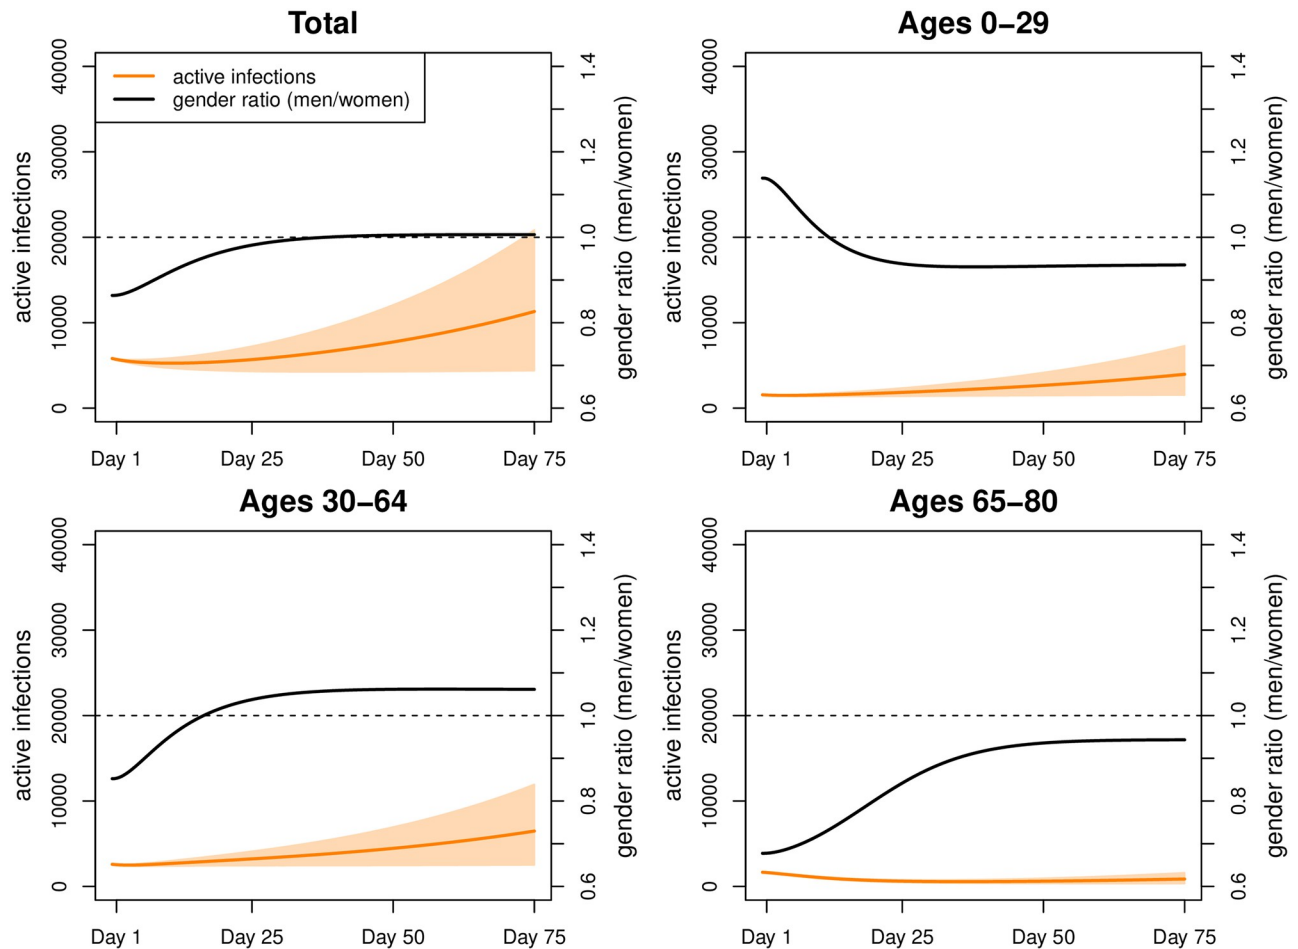 Total
active infections
gender ratio (men/women)
40000
30000
20000
10000
0
active infections
1.4
1.2
1.0
0.8
0.6
gender ratio (men/women)
Day 1 Day 25 Day 50 Day 75
Ages 0–29
40000
30000
20000
10000
0
active infections
1.4
1.2
1.0
0.8
0.6
gender ratio (men/women)
Day 1 Day 25 Day 50 Day 75
Ages 30–64
40000
30000
20000
10000
0
active infections
1.4
1.2
1.0
0.8
0.6
gender ratio (men/women)
Day 1 Day 25 Day 50 Day 75
Ages 65–80
40000
30000
20000
10000
0
active infections
1.4
1.2
1.0
0.8
0.6
gender ratio (men/women)
Day 1 Day 25 Day 50 Day 75